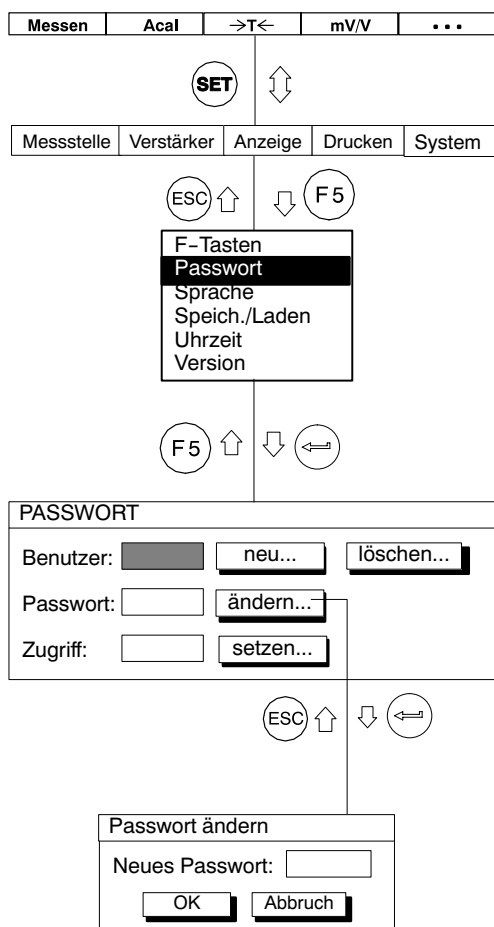 Messen Acal →T← mV/V • • •
SET
Messstelle Verstärker Anzeige Drucken System
ESC F5
F-Tasten
Passwort
Sprache
Speich./Laden
Uhrzeit
Version
F5
PASSWORT
Benutzer: neu... löschen...
Passwort: ändern...
Zugriff: setzen...
ESC
Passwort ändern
Neues Passwort:
OK Abbruch